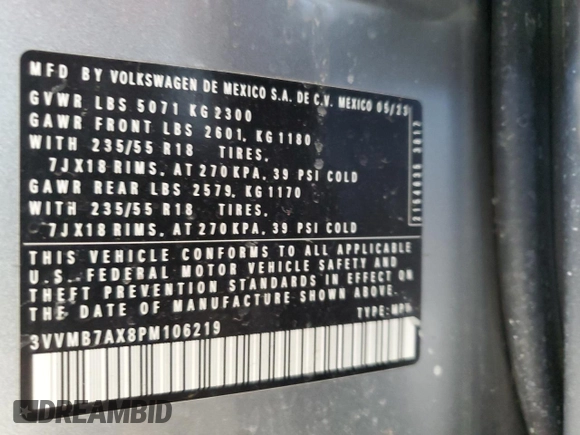 MFD BY VOLKSWAGEN DE MEXICO S.A. DE C.V. MEXICO 05/23
GVWR LBS 5071 KG 2300
GAWR FRONT LBS 2601, KG 1180
WITH 235/55 R18 TIRES,
7JX18 RIMS, AT 270 KPA, 39 PSI COLD
GAWR REAR LBS 2579, KG 1170
WITH 235/55 R18 TIRES,
7JX18 RIMS, AT 270 KPA, 39 PSI COLD
THIS VEHICLE CONFORMS TO ALL APPLICABLE
U.S. FEDERAL MOTOR VEHICLE SAFETY AND
THEFT PREVENTION STANDARDS IN EFFECT ON
THE DATE OF MANUFACTURE SHOWN ABOVE.
3VVMB7AX8PM106219
TYPE: MPV
DREAMBID